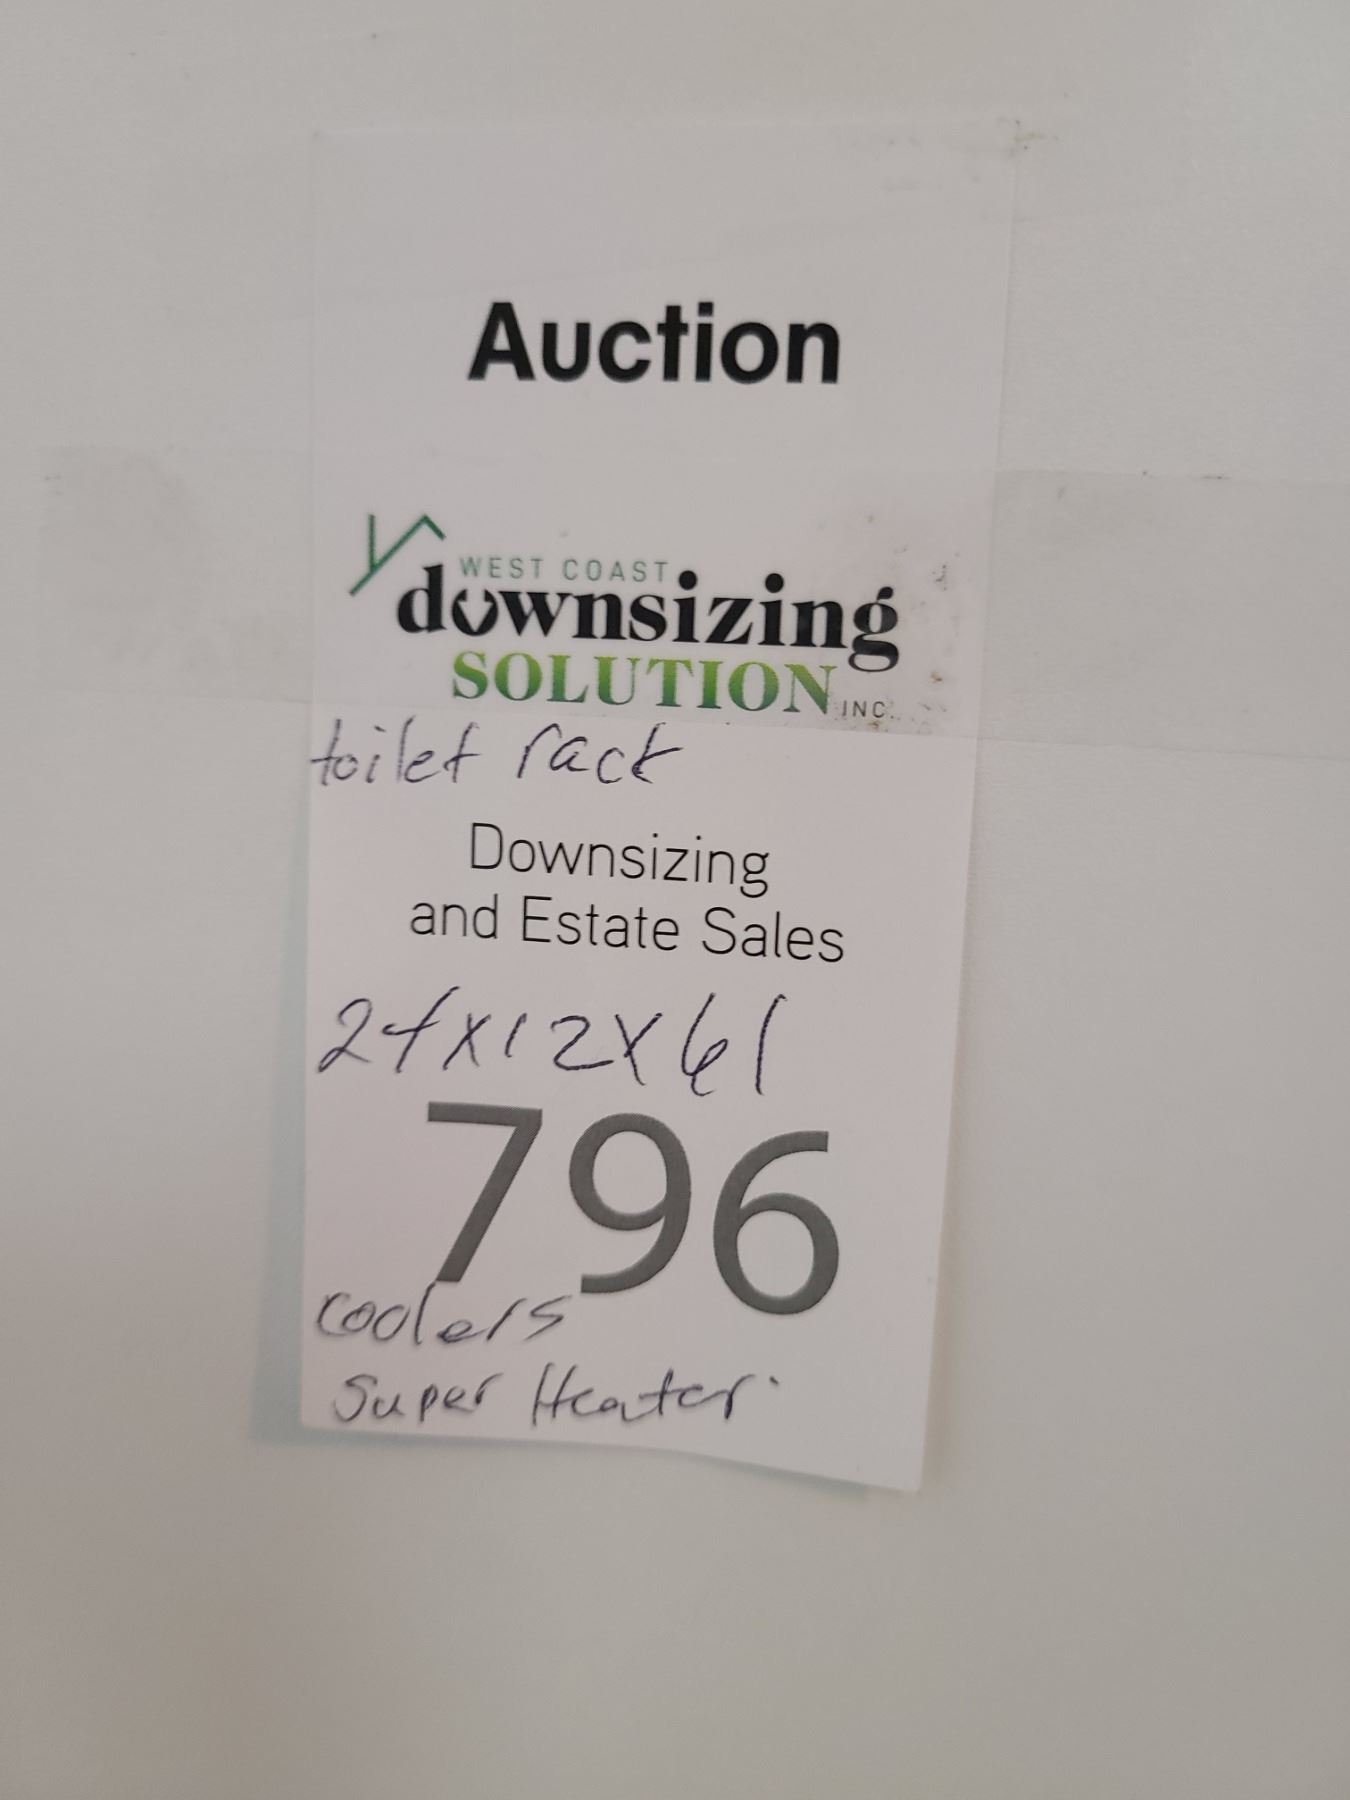 Auction
WEST COAST
downsizing
SOLUTION INC.
toilet rack
Downsizing
and Estate Sales
24x12x61
796
coolers
Super Heater